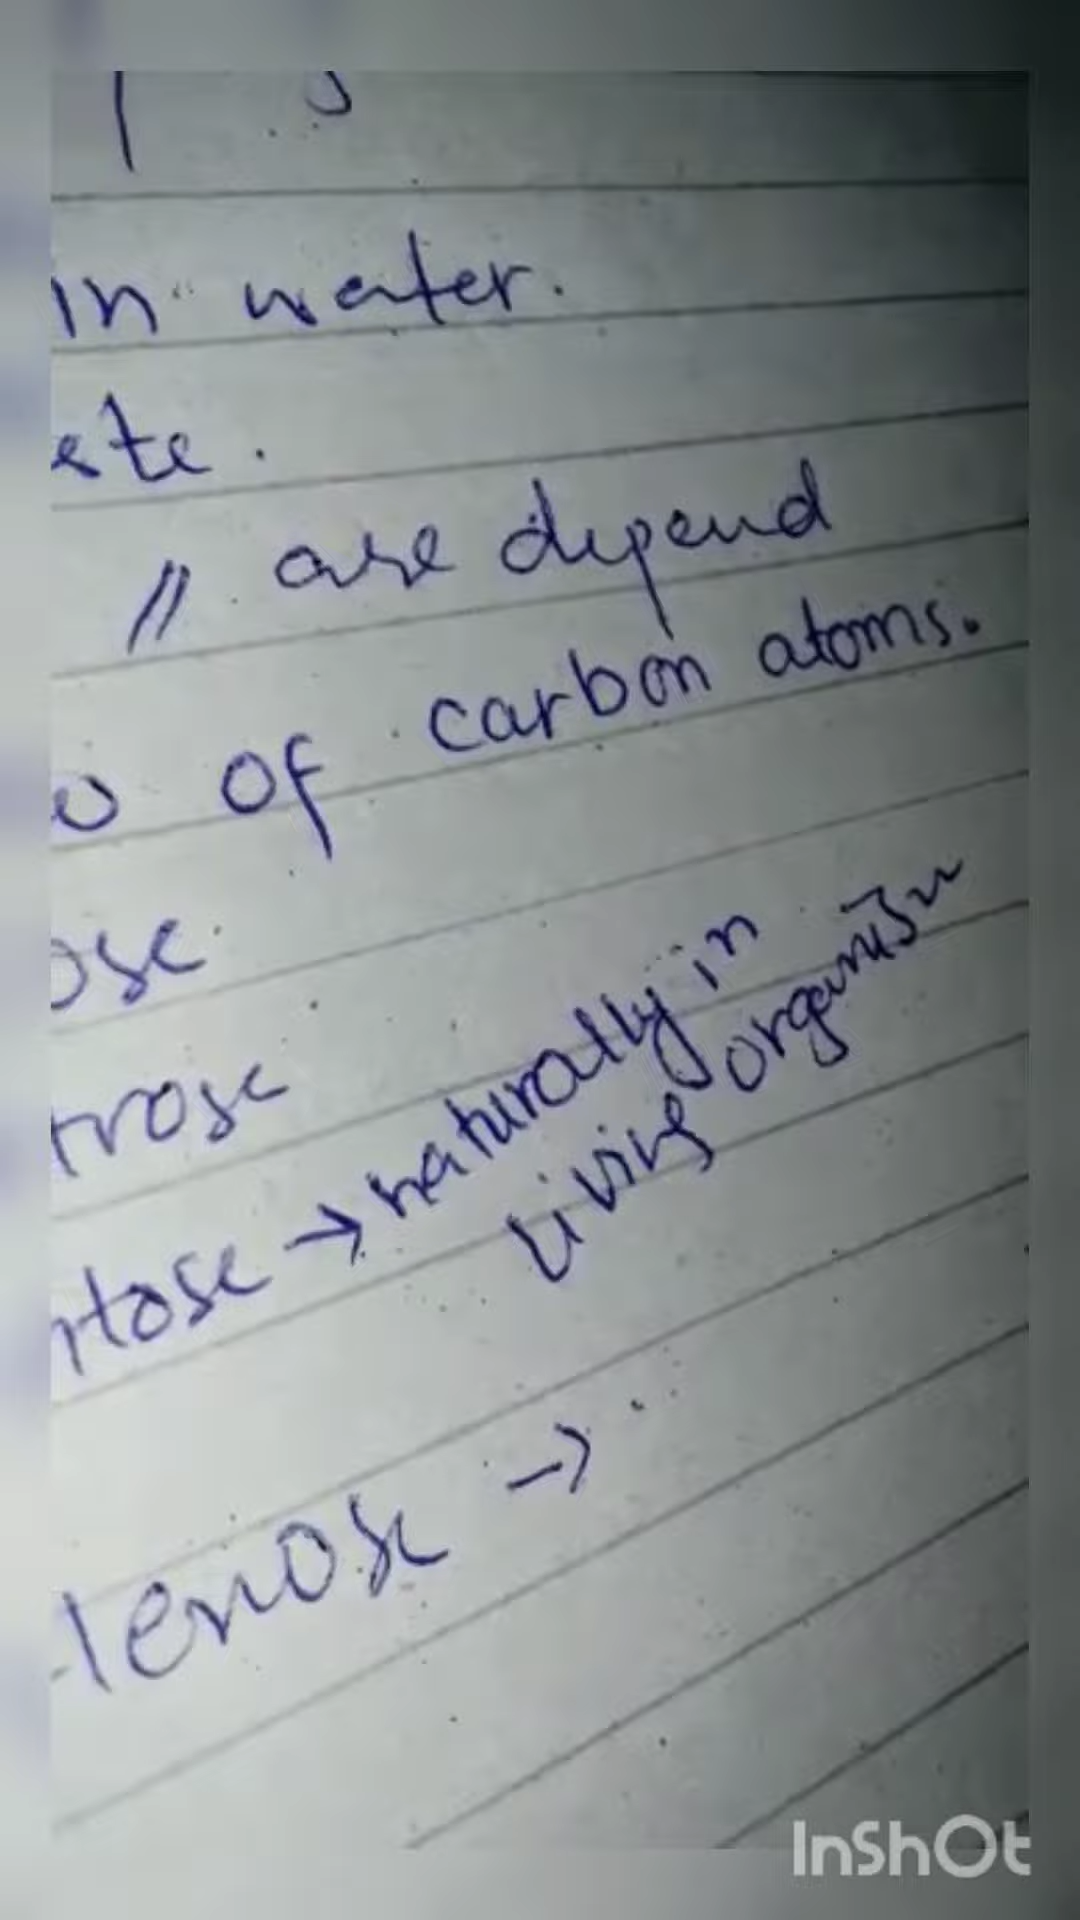 in water.
ete.
〃 are depend
o of carbon atoms.
ose
trose
ntose → naturally in
living organism
lenose →
InShOt